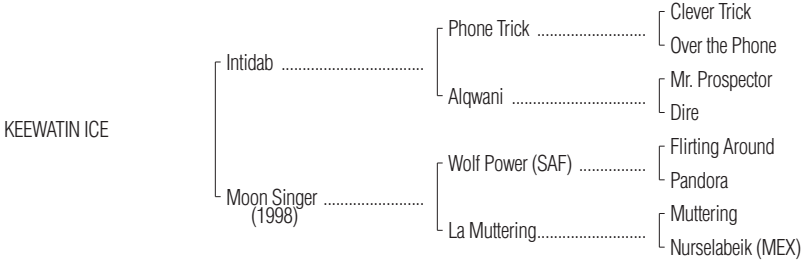 Clever Trick
Phone Trick ..........................
Over the Phone
Intidab ..................................
Mr. Prospector
Alqwani ................................
Dire
KEEWATIN ICE
Flirting Around
Wolf Power (SAF) ................
Pandora
Moon Singer ........................
(1998)
Muttering
La Muttering..........................
Nurselabeik (MEX)